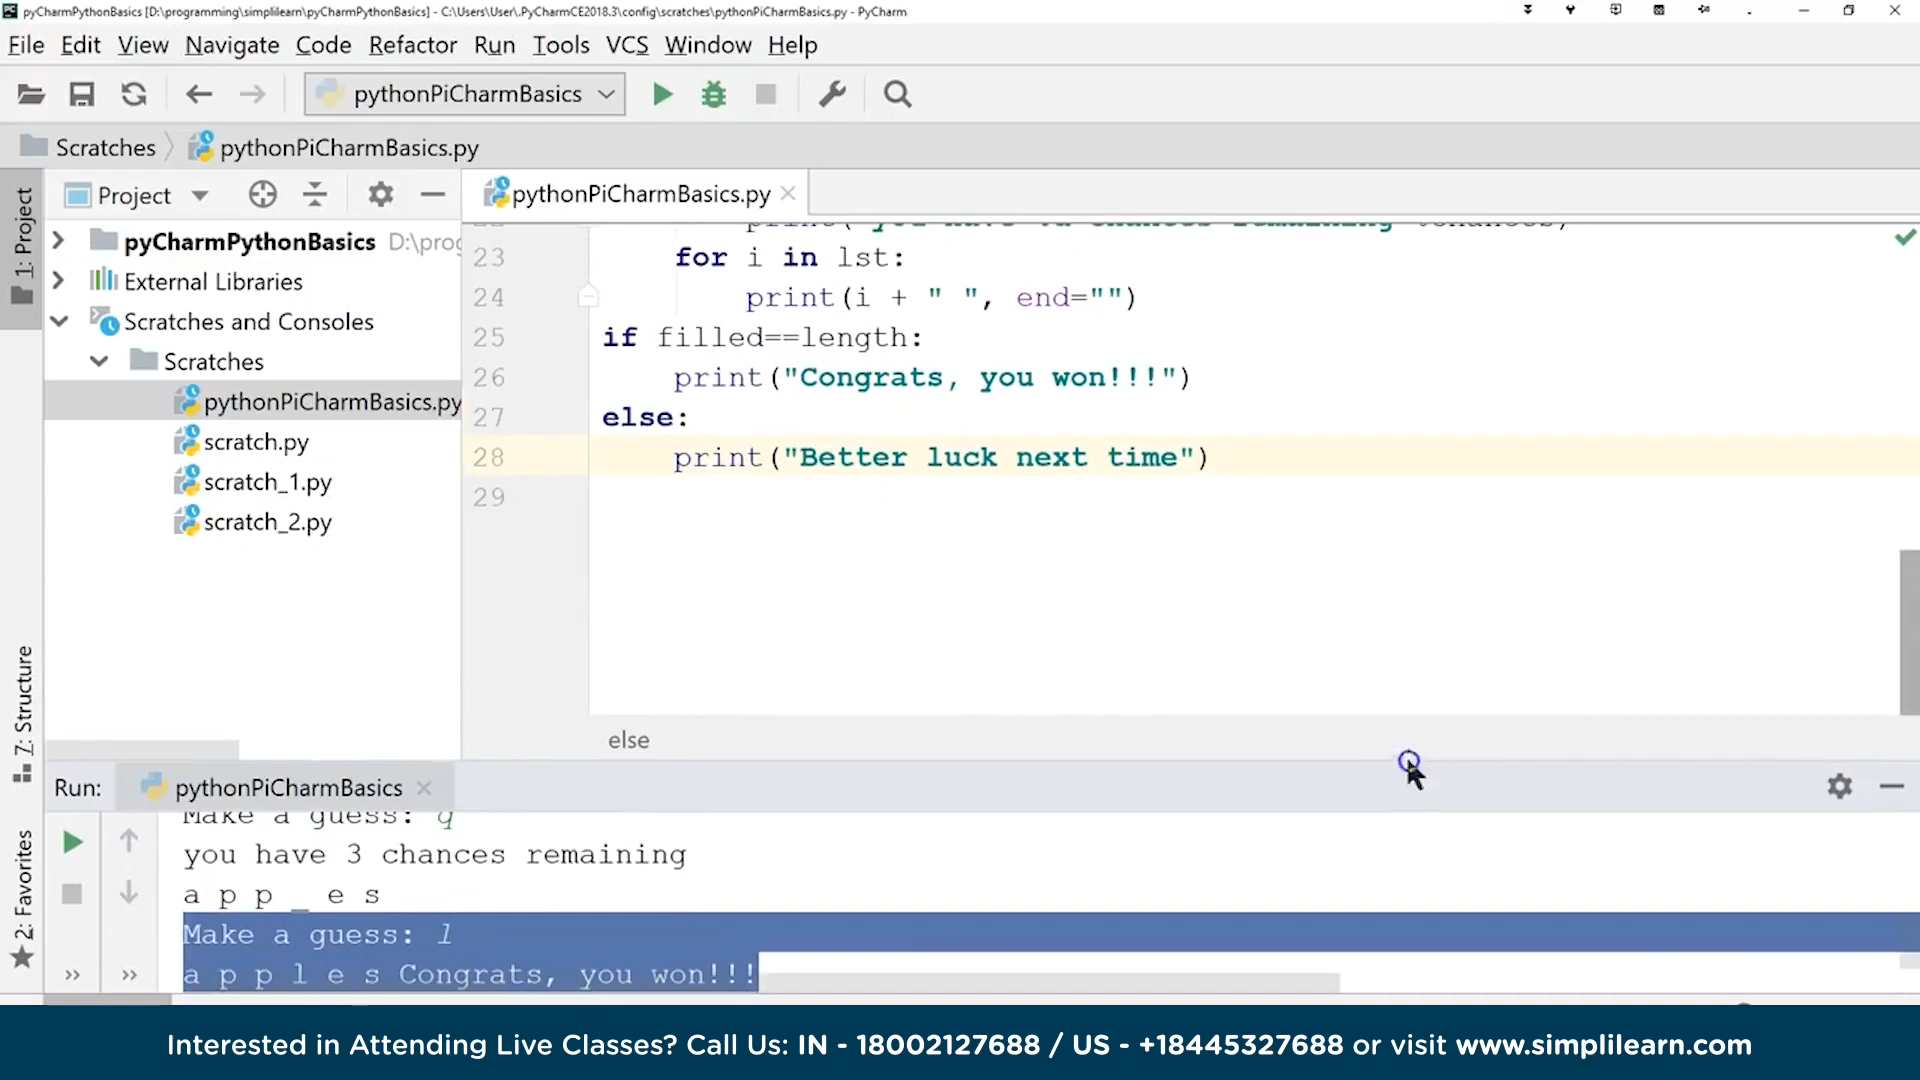 pyCharmPythonBasics [D:\programming\simplilearn\pyCharmPythonBasics] - C:\Users\User\.PyCharmCE2018.3\config\scratches\pythonPiCharmBasics.py - PyCharm
File Edit View Navigate Code Refactor Run Tools VCS Window Help
pythonPiCharmBasics
Scratches pythonPiCharmBasics.py
1: Project
Project
pyCharmPythonBasics D:\prog
External Libraries
Scratches and Consoles
Scratches
pythonPiCharmBasics.py
scratch.py
scratch_1.py
scratch_2.py
7: Structure
2: Favorites
pythonPiCharmBasics.py
23 for i in lst:
24 print(i + " ", end="")
25 if filled==length:
26 print("Congrats, you won!!!")
27 else:
28 print("Better luck next time")
29
else
Run: pythonPiCharmBasics
Make a guess: q
you have 3 chances remaining
a p p _ e s
Make a guess: l
a p p l e s Congrats, you won!!!
Interested in Attending Live Classes? Call Us: IN - 18002127688 / US - +18445327688 or visit www.simplilearn.com